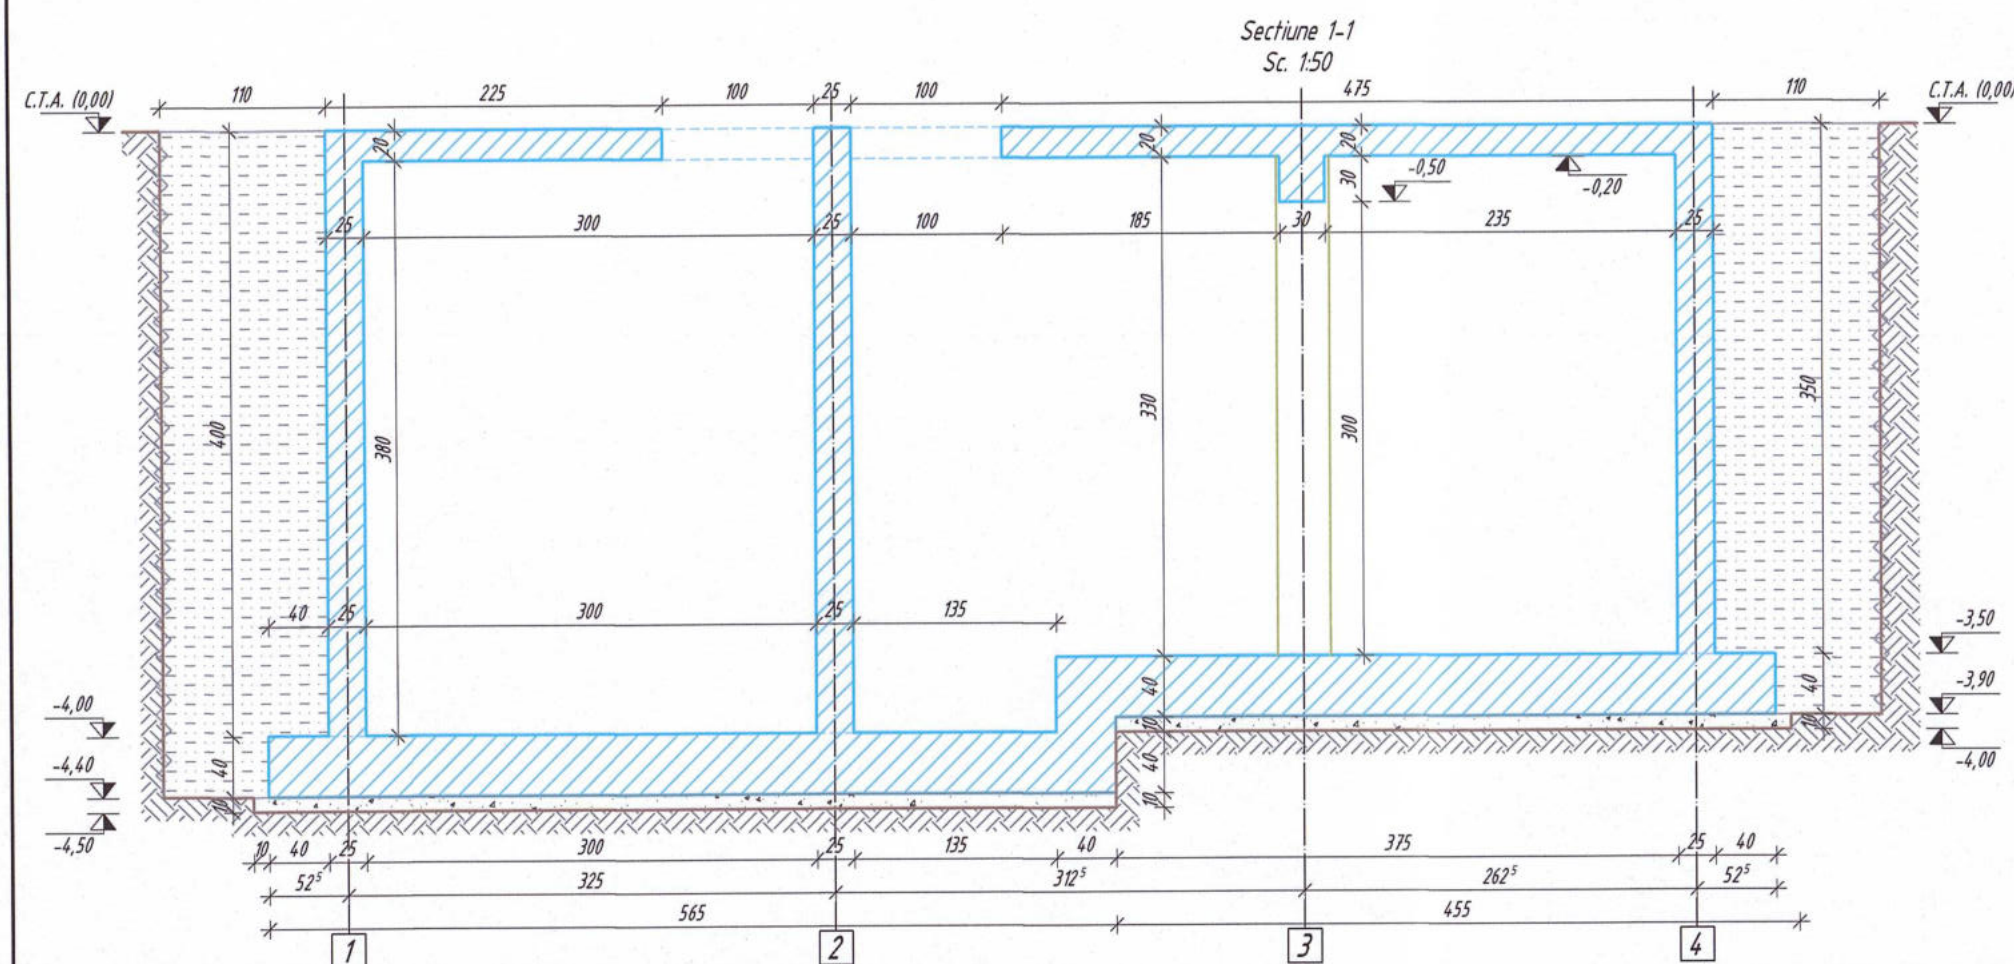 Sectiune 1-1
Sc. 1:50
C.T.A. (0,00) 110 225 100 25 100 475 110 C.T.A. (0,00)
20 20 20
-0,50 -0,20
30
25 300 25 100 185 30 235 25
400 380 330 300 350
40 25 300 25 135
-3,50
-4,00 40 40 -3,90
10 10
-4,40 40 40 -4,00
10 10
-4,50
10 40 25 300 25 135 40 375 25 40
52⁵ 325 312⁵ 262⁵ 52⁵
565 455
1 2 3 4